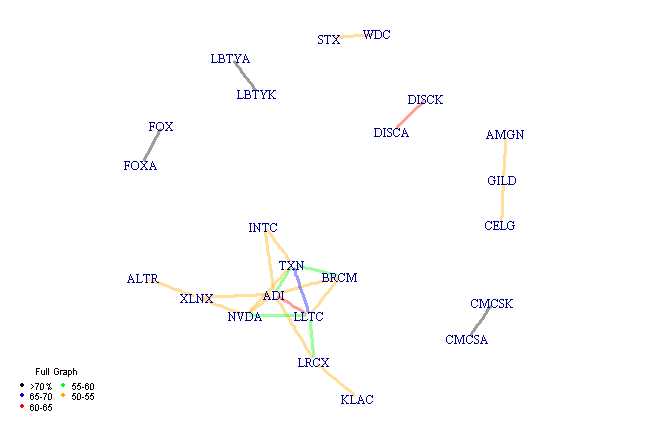 STX WDC
LBTYA
LBTYK
DISCK
DISCA
FOX
FOXA
AMGN
GILD
CELG
INTC
TXN
BRCM
ALTR
XLNX
ADI
NVDA
LLTC
CMCSK
CMCSA
LRCX
KLAC
Full Graph
>70% 55-60
65-70 50-55
60-65